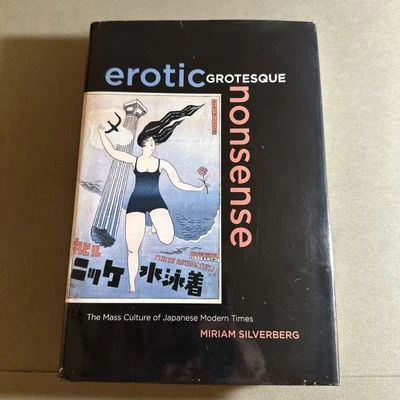 erotic GROTESQUE
nonsense
ニッケ 水泳着
The Mass Culture of Japanese Modern Times
MIRIAM SILVERBERG